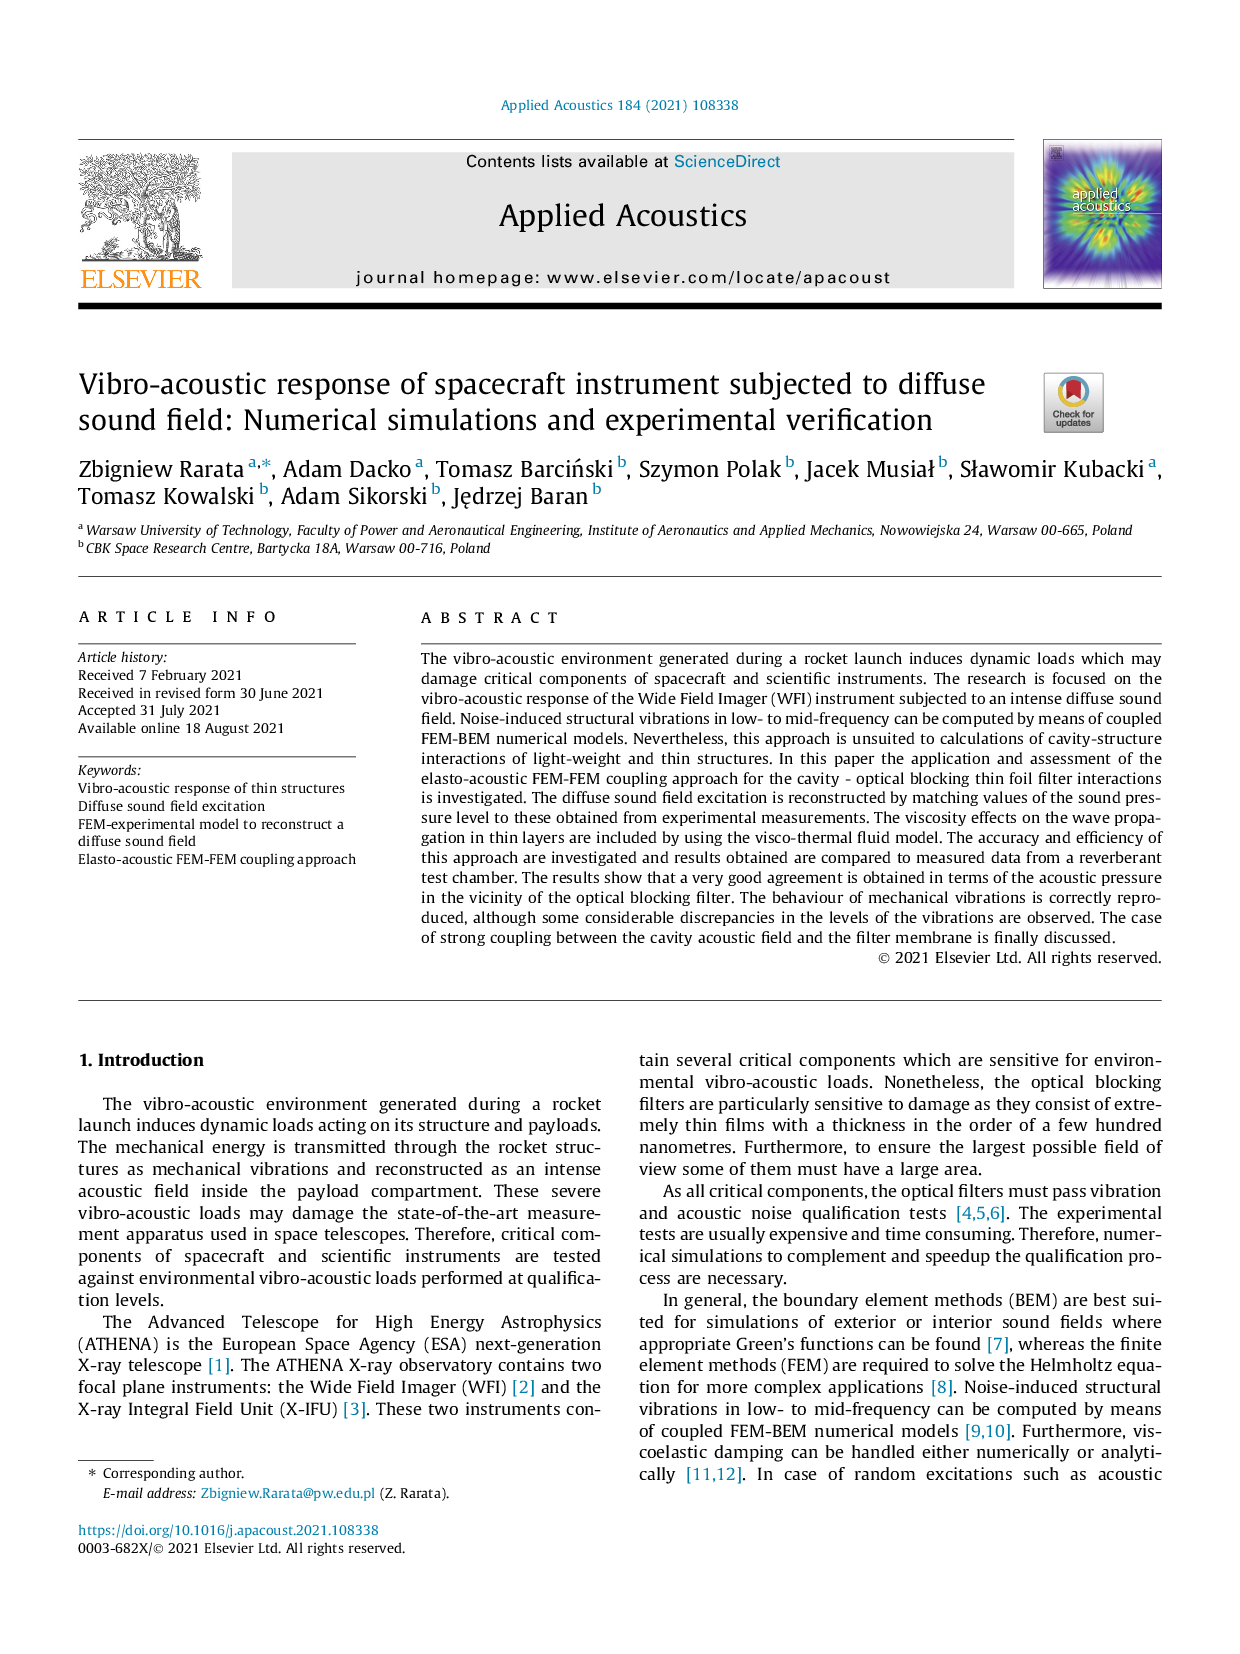 Applied Acoustics 184 (2021) 108338
Contents lists available at ScienceDirect
Applied Acoustics
journal homepage: www.elsevier.com/locate/apacoust
ELSEVIER
applied
acoustics
Vibro-acoustic response of spacecraft instrument subjected to diffuse
sound field: Numerical simulations and experimental verification
Check for
updates
Zbigniew Rarata a,*, Adam Dacko a, Tomasz Barciński b, Szymon Polak b, Jacek Musiał b, Sławomir Kubacki a,
Tomasz Kowalski b, Adam Sikorski b, Jędrzej Baran b
a Warsaw University of Technology, Faculty of Power and Aeronautical Engineering, Institute of Aeronautics and Applied Mechanics, Nowowiejska 24, Warsaw 00-665, Poland
b CBK Space Research Centre, Bartycka 18A, Warsaw 00-716, Poland
ARTICLE INFO
Article history:
Received 7 February 2021
Received in revised form 30 June 2021
Accepted 31 July 2021
Available online 18 August 2021
Keywords:
Vibro-acoustic response of thin structures
Diffuse sound field excitation
FEM-experimental model to reconstruct a
diffuse sound field
Elasto-acoustic FEM-FEM coupling approach
ABSTRACT
The vibro-acoustic environment generated during a rocket launch induces dynamic loads which may
damage critical components of spacecraft and scientific instruments. The research is focused on the
vibro-acoustic response of the Wide Field Imager (WFI) instrument subjected to an intense diffuse sound
field. Noise-induced structural vibrations in low- to mid-frequency can be computed by means of coupled
FEM-BEM numerical models. Nevertheless, this approach is unsuited to calculations of cavity-structure
interactions of light-weight and thin structures. In this paper the application and assessment of the
elasto-acoustic FEM-FEM coupling approach for the cavity - optical blocking thin foil filter interactions
is investigated. The diffuse sound field excitation is reconstructed by matching values of the sound pres-
sure level to these obtained from experimental measurements. The viscosity effects on the wave propa-
gation in thin layers are included by using the visco-thermal fluid model. The accuracy and efficiency of
this approach are investigated and results obtained are compared to measured data from a reverberant
test chamber. The results show that a very good agreement is obtained in terms of the acoustic pressure
in the vicinity of the optical blocking filter. The behaviour of mechanical vibrations is correctly repro-
duced, although some considerable discrepancies in the levels of the vibrations are observed. The case
of strong coupling between the cavity acoustic field and the filter membrane is finally discussed.
© 2021 Elsevier Ltd. All rights reserved.
1. Introduction
The vibro-acoustic environment generated during a rocket
launch induces dynamic loads acting on its structure and payloads.
The mechanical energy is transmitted through the rocket struc-
tures as mechanical vibrations and reconstructed as an intense
acoustic field inside the payload compartment. These severe
vibro-acoustic loads may damage the state-of-the-art measure-
ment apparatus used in space telescopes. Therefore, critical com-
ponents of spacecraft and scientific instruments are tested
against environmental vibro-acoustic loads performed at qualifica-
tion levels.
The Advanced Telescope for High Energy Astrophysics
(ATHENA) is the European Space Agency (ESA) next-generation
X-ray telescope [1]. The ATHENA X-ray observatory contains two
focal plane instruments: the Wide Field Imager (WFI) [2] and the
X-ray Integral Field Unit (X-IFU) [3]. These two instruments con-
tain several critical components which are sensitive for environ-
mental vibro-acoustic loads. Nonetheless, the optical blocking
filters are particularly sensitive to damage as they consist of extre-
mely thin films with a thickness in the order of a few hundred
nanometres. Furthermore, to ensure the largest possible field of
view some of them must have a large area.
As all critical components, the optical filters must pass vibration
and acoustic noise qualification tests [4,5,6]. The experimental
tests are usually expensive and time consuming. Therefore, numer-
ical simulations to complement and speedup the qualification pro-
cess are necessary.
In general, the boundary element methods (BEM) are best sui-
ted for simulations of exterior or interior sound fields where
appropriate Green's functions can be found [7], whereas the finite
element methods (FEM) are required to solve the Helmholtz equa-
tion for more complex applications [8]. Noise-induced structural
vibrations in low- to mid-frequency can be computed by means
of coupled FEM-BEM numerical models [9,10]. Furthermore, vis-
coelastic damping can be handled either numerically or analyti-
cally [11,12]. In case of random excitations such as acoustic
* Corresponding author.
E-mail address: Zbigniew.Rarata@pw.edu.pl (Z. Rarata).
https://doi.org/10.1016/j.apacoust.2021.108338
0003-682X/© 2021 Elsevier Ltd. All rights reserved.